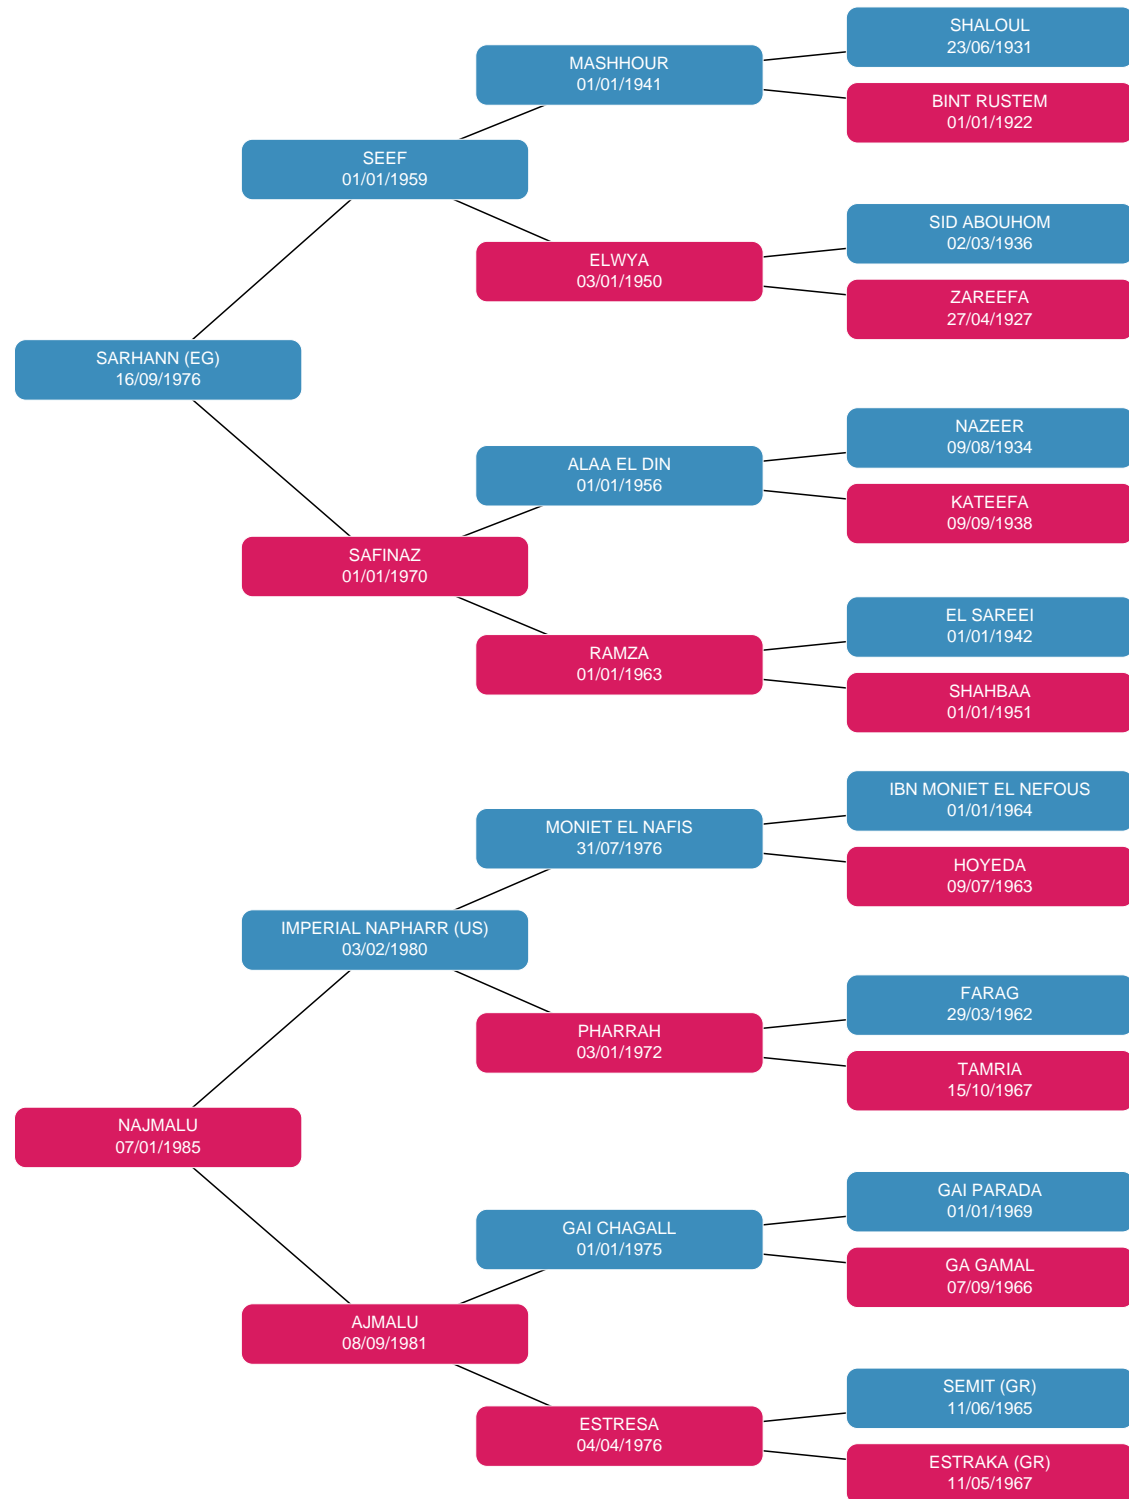 SHALOUL
23/06/1931
MASHHOUR
01/01/1941
BINT RUSTEM
01/01/1922
SEEF
01/01/1959
SID ABOUHOM
02/03/1936
ELWYA
03/01/1950
ZAREEFA
27/04/1927
SARHANN (EG)
16/09/1976
NAZEER
09/08/1934
ALAA EL DIN
01/01/1956
KATEEFA
09/09/1938
SAFINAZ
01/01/1970
EL SAREEI
01/01/1942
RAMZA
01/01/1963
SHAHBAA
01/01/1951
IBN MONIET EL NEFOUS
01/01/1964
MONIET EL NAFIS
31/07/1976
HOYEDA
09/07/1963
IMPERIAL NAPHARR (US)
03/02/1980
FARAG
29/03/1962
PHARRAH
03/01/1972
TAMRIA
15/10/1967
NAJMALU
07/01/1985
GAI PARADA
01/01/1969
GAI CHAGALL
01/01/1975
GA GAMAL
07/09/1966
AJMALU
08/09/1981
SEMIT (GR)
11/06/1965
ESTRESA
04/04/1976
ESTRAKA (GR)
11/05/1967